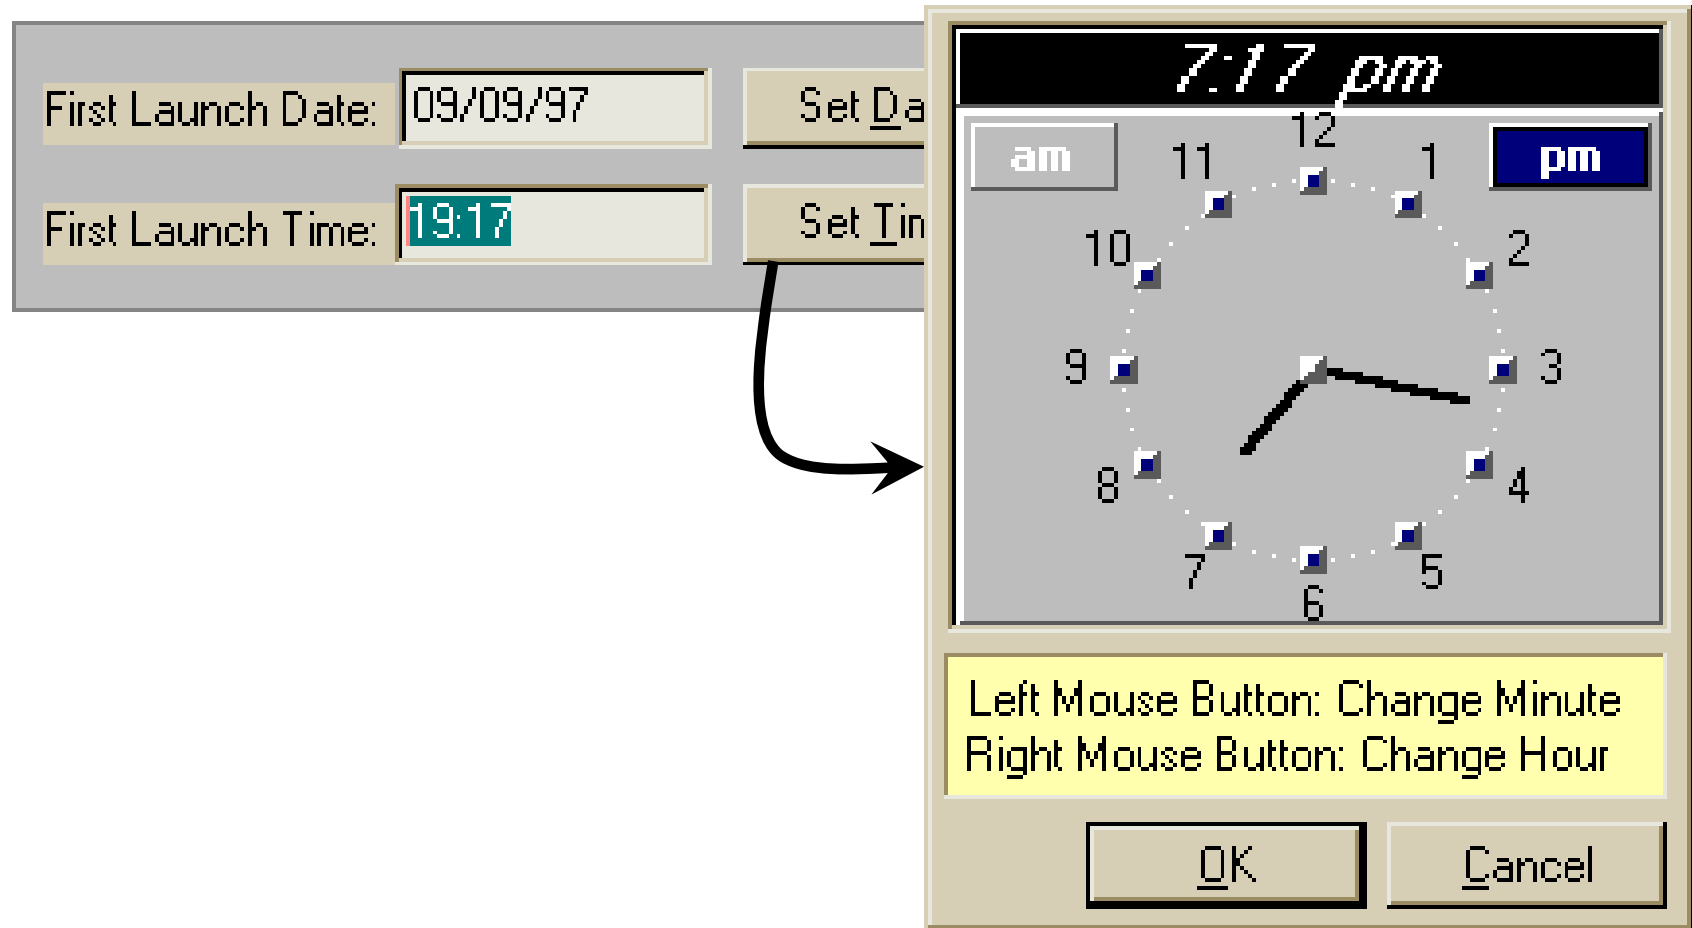 First Launch Date: 09/09/97 Set Da
First Launch Time: 19:17 Set Tin
7:17 pm
am
pm
12
11
1
10
2
9
3
8
4
7
5
6
Left Mouse Button: Change Minute
Right Mouse Button: Change Hour
OK
Cancel